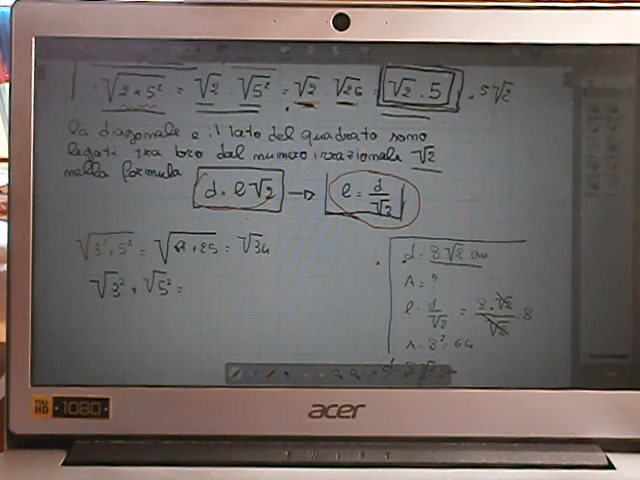 √2×5² = √2 · √5² = √2 · √25 = √2 · 5 = 5√2
la diagonale e il lato del quadrato sono
legati tra loro dal numero irrazionale √2
nella formula
d = l√2 → l = d/√2
√3²+5² = √9+25 = √34
√3² + √5² =
d = 8√2 cm
A = ?
l = d/√2 = 8·√2/√2 = 8
A = 8² = 64
FULL HD 1080
acer
SWIFT